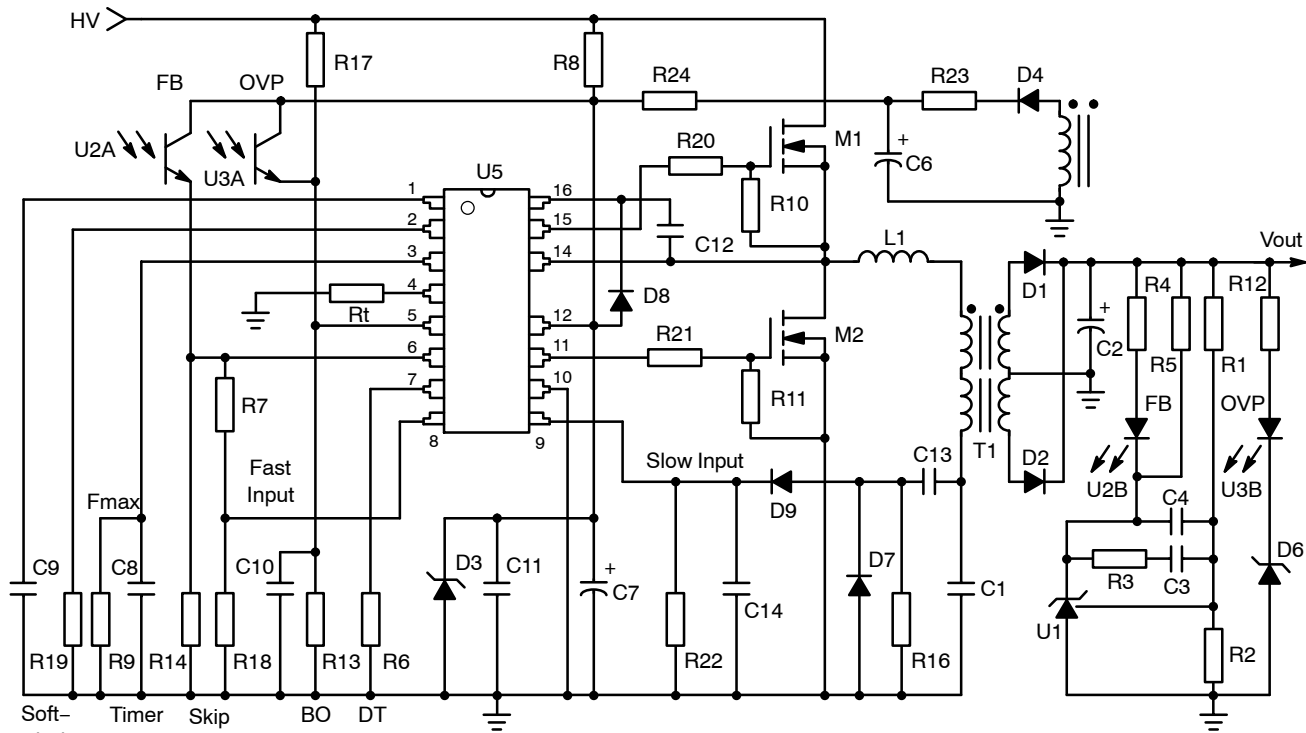 HV
R17
R8
FB
OVP
R24
R23
D4
U2A
U3A
U5
R20
M1
C6
1
16
2
15
R10
C12
3
14
L1
Vout
4
Rt
D8
D1
R4
R12
5
12
C2
R5
R1
6
11
R21
M2
7
10
R7
R11
FB
OVP
8
9
T1
Slow Input
C13
D2
U2B
U3B
Fast
Input
Fmax
D9
C4
C9
C8
C10
D3
C11
C7
D7
C1
R3
C3
D6
C14
U1
R19
R9
R14
R18
R13
R6
R22
R16
R2
Soft–
Timer
Skip
BO
DT